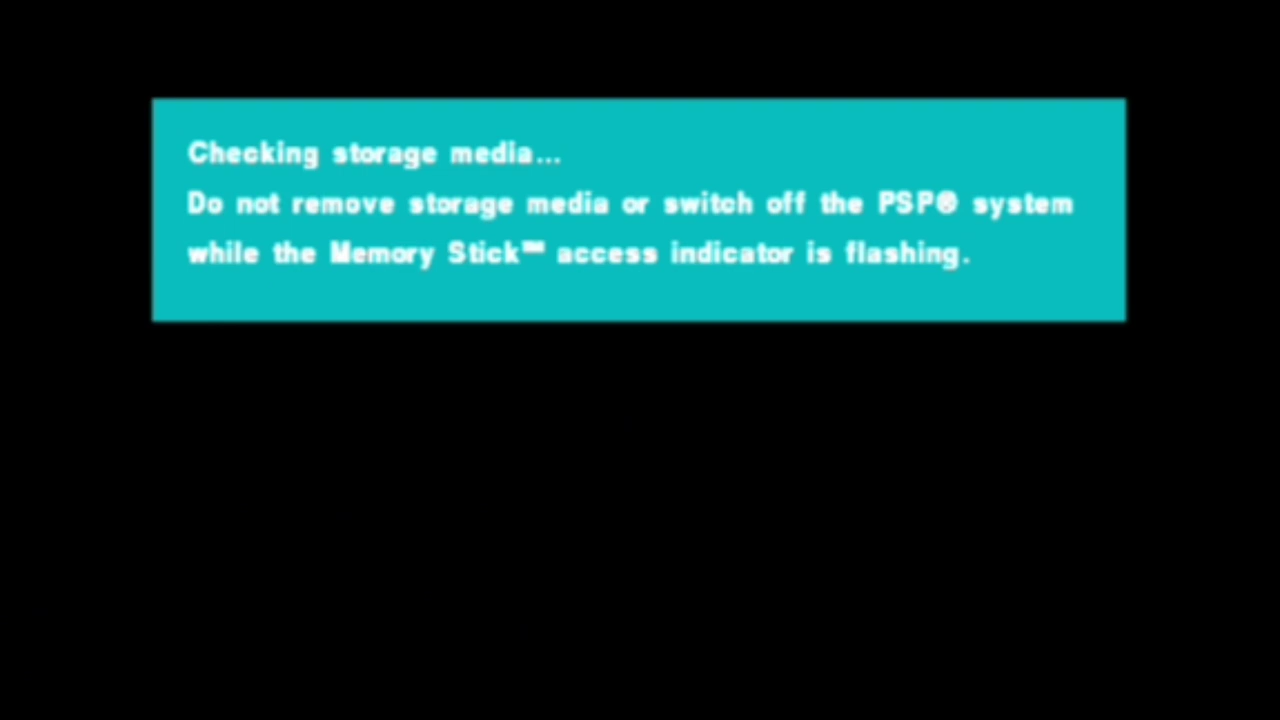 Checking storage media...
Do not remove storage media or switch off the PSP® system
while the Memory Stick™ access indicator is flashing.